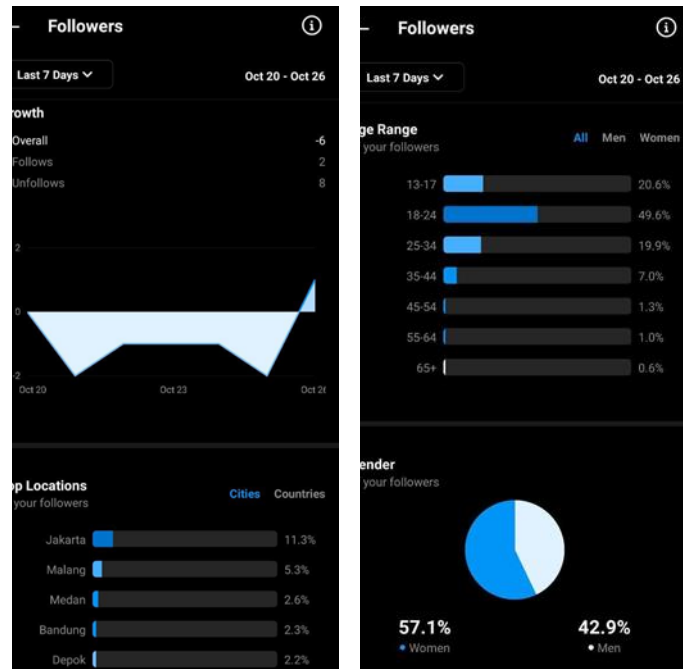 Followers
Last 7 Days
Oct 20 - Oct 26
rowth
Overall -6
Follows 2
Unfollows 8
2
0
-2
Oct 20 Oct 23 Oct 26
op Locations
your followers
Cities Countries
Jakarta 11.3%
Malang 5.3%
Medan 2.6%
Bandung 2.3%
Depok 2.2%
Followers
Last 7 Days
Oct 20 - Oct 26
ge Range
your followers
All Men Women
13-17 20.6%
18-24 49.6%
25-34 19.9%
35-44 7.0%
45-54 1.3%
55-64 1.0%
65+ 0.6%
ender
your followers
57.1% 42.9%
Women Men